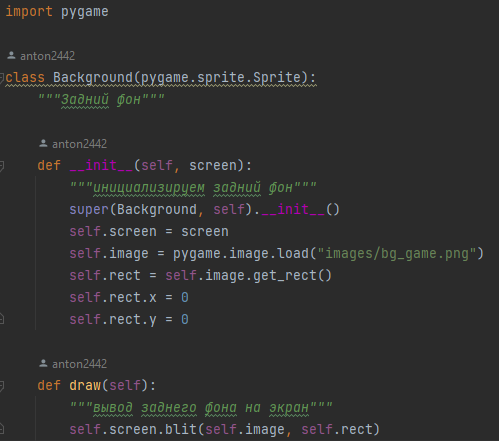 import pygame
anton2442
class Background(pygame.sprite.Sprite):
"""Задний фон"""
anton2442
def __init__(self, screen):
"""инициализируем задний фон"""
super(Background, self).__init__()
self.screen = screen
self.image = pygame.image.load("images/bg_game.png")
self.rect = self.image.get_rect()
self.rect.x = 0
self.rect.y = 0
anton2442
def draw(self):
"""вывод заднего фона на экран"""
self.screen.blit(self.image, self.rect)